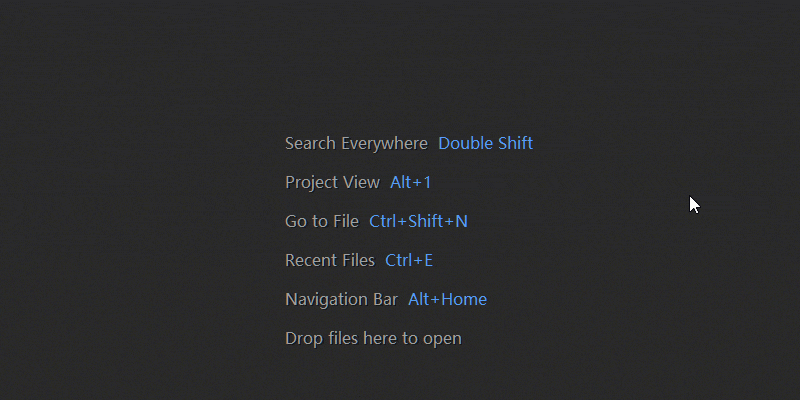 Search Everywhere Double Shift
Project View Alt+1
Go to File Ctrl+Shift+N
Recent Files Ctrl+E
Navigation Bar Alt+Home
Drop files here to open